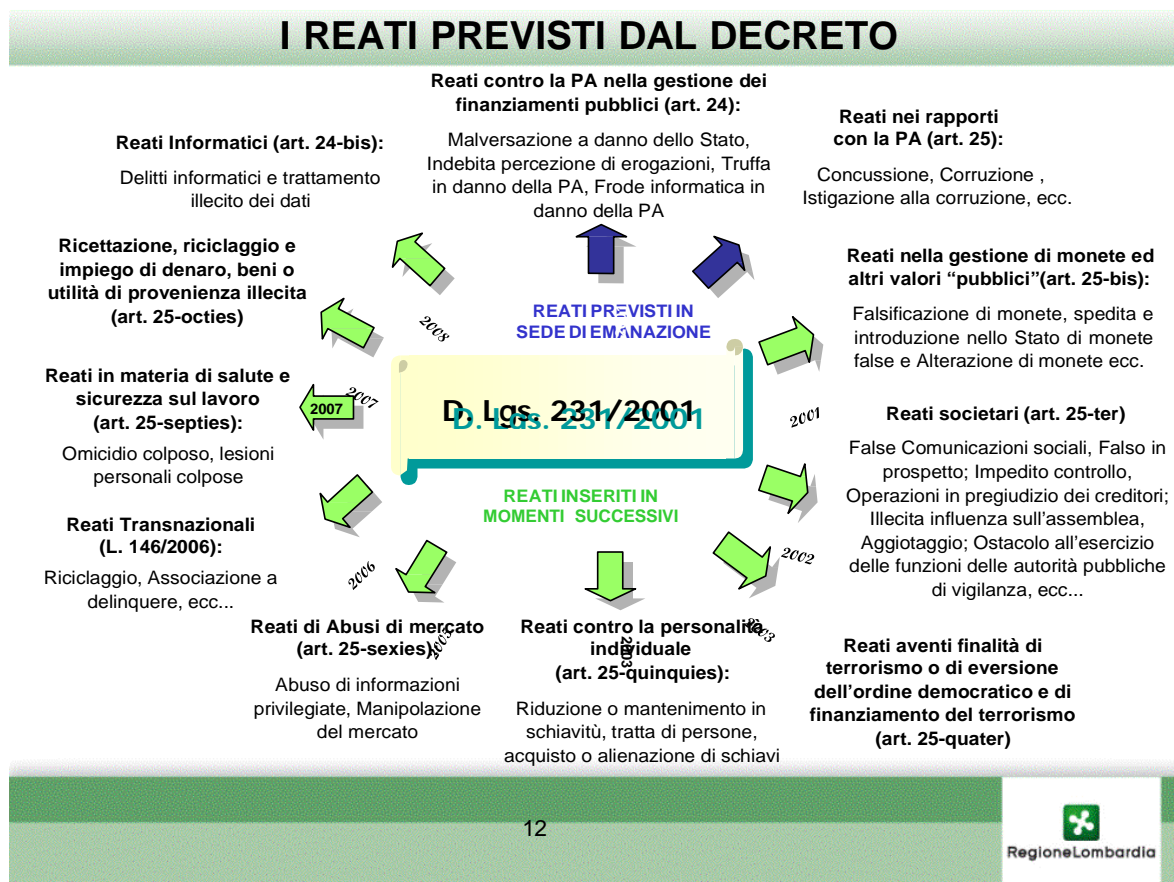 I REATI PREVISTI DAL DECRETO
Reati contro la PA nella gestione dei
finanziamenti pubblici (art. 24):
Malversazione a danno dello Stato,
Indebita percezione di erogazioni, Truffa
in danno della PA, Frode informatica in
danno della PA
Reati nei rapporti
con la PA (art. 25):
Concussione, Corruzione ,
Istigazione alla corruzione, ecc.
Reati Informatici (art. 24-bis):
Delitti informatici e trattamento
illecito dei dati
Ricettazione, riciclaggio e
impiego di denaro, beni o
utilità di provenienza illecita
(art. 25-octies)
Reati nella gestione di monete ed
altri valori “pubblici”(art. 25-bis):
Falsificazione di monete, spedita e
introduzione nello Stato di monete
false e Alterazione di monete ecc.
2008
REATI PREVISTI IN
SEDE DI EMANAZIONE
Reati in materia di salute e
sicurezza sul lavoro
(art. 25-septies):
Omicidio colposo, lesioni
personali colpose
2007
2007
D. Lgs. 231/2001
2001
Reati societari (art. 25-ter)
False Comunicazioni sociali, Falso in
prospetto; Impedito controllo,
Operazioni in pregiudizio dei creditori;
Illecita influenza sull’assemblea,
Aggiotaggio; Ostacolo all’esercizio
delle funzioni delle autorità pubbliche
di vigilanza, ecc...
REATI INSERITI IN
MOMENTI SUCCESSIVI
Reati Transnazionali
(L. 146/2006):
Riciclaggio, Associazione a
delinquere, ecc...
2006
2002
2003
Reati di Abusi di mercato
(art. 25-sexies):
2005
Abuso di informazioni
privilegiate, Manipolazione
del mercato
Reati contro la personalità
individuale
2003
(art. 25-quinquies):
Riduzione o mantenimento in
schiavitù, tratta di persone,
acquisto o alienazione di schiavi
Reati aventi finalità di
terrorismo o di eversione
dell’ordine democratico e di
finanziamento del terrorismo
(art. 25-quater)
12
RegioneLombardia